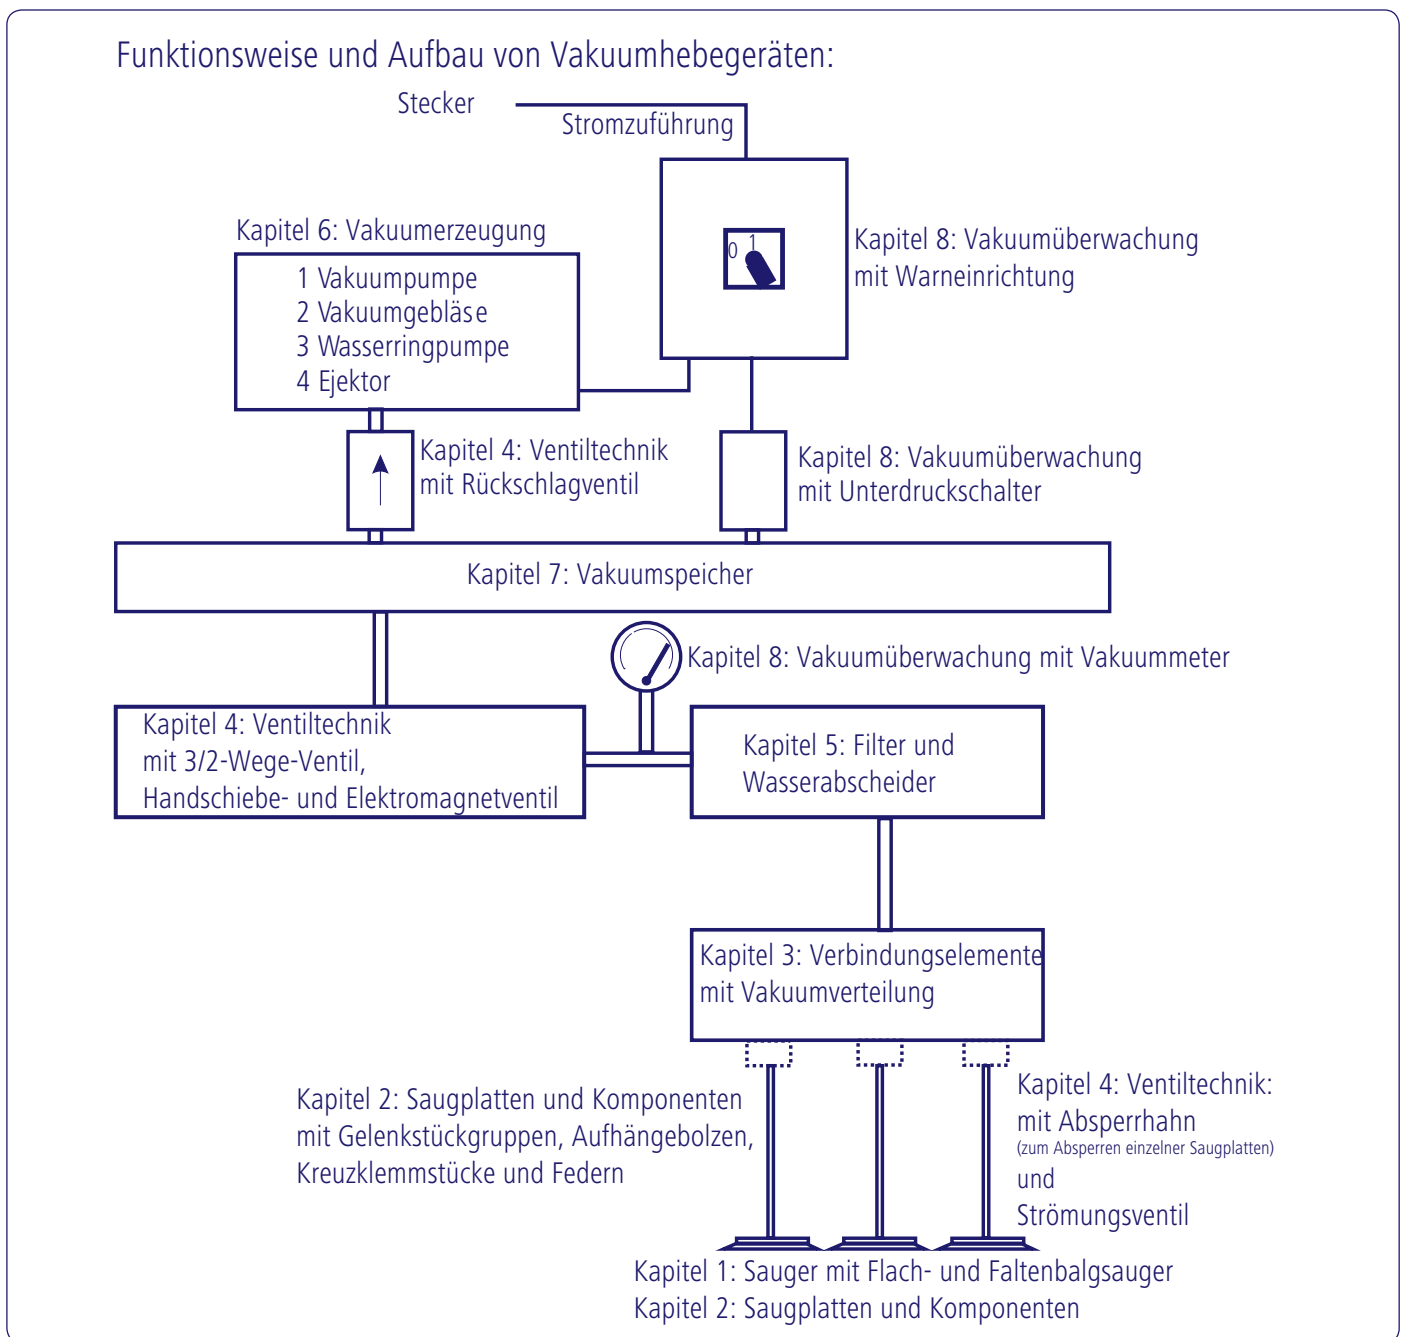 Funktionsweise und Aufbau von Vakuumhebegeräten:
Stecker
Stromzuführung
Kapitel 6: Vakuumerzeugung
1 Vakuumpumpe
2 Vakuumgebläse
3 Wasserringpumpe
4 Ejektor
0 1
Kapitel 8: Vakuumüberwachung
mit Warneinrichtung
Kapitel 4: Ventiltechnik
mit Rückschlagventil
Kapitel 8: Vakuumüberwachung
mit Unterdruckschalter
Kapitel 7: Vakuumspeicher
Kapitel 8: Vakuumüberwachung mit Vakuummeter
Kapitel 4: Ventiltechnik
mit 3/2-Wege-Ventil,
Handschiebe- und Elektromagnetventil
Kapitel 5: Filter und
Wasserabscheider
Kapitel 3: Verbindungselemente
mit Vakuumverteilung
Kapitel 2: Saugplatten und Komponenten
mit Gelenkstückgruppen, Aufhängebolzen,
Kreuzklemmstücke und Federn
Kapitel 4: Ventiltechnik:
mit Absperrhahn
(zum Absperren einzelner Saugplatten)
und
Strömungsventil
Kapitel 1: Sauger mit Flach- und Faltenbalgsauger
Kapitel 2: Saugplatten und Komponenten